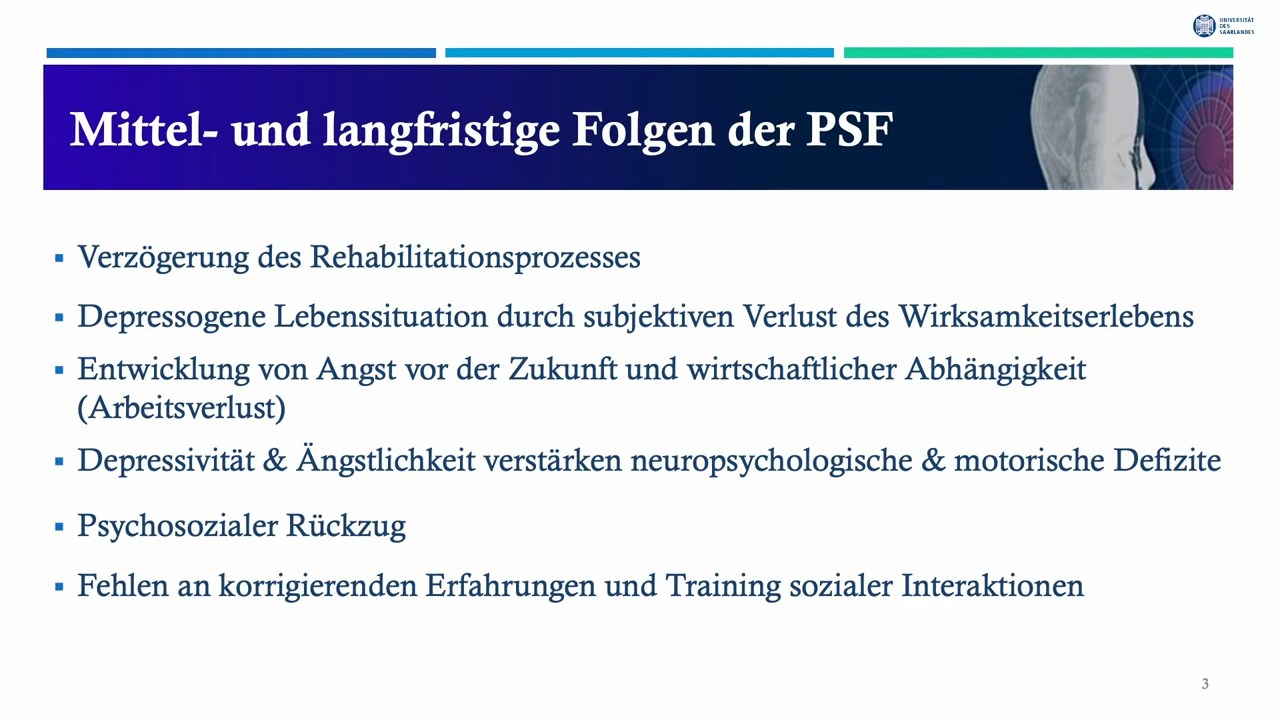 UNIVERSITÄT
DES
SAARLANDES
Mittel- und langfristige Folgen der PSF
▪ Verzögerung des Rehabilitationsprozesses
▪ Depressogene Lebenssituation durch subjektiven Verlust des Wirksamkeitserlebens
▪ Entwicklung von Angst vor der Zukunft und wirtschaftlicher Abhängigkeit
(Arbeitsverlust)
▪ Depressivität & Ängstlichkeit verstärken neuropsychologische & motorische Defizite
▪ Psychosozialer Rückzug
▪ Fehlen an korrigierenden Erfahrungen und Training sozialer Interaktionen
3